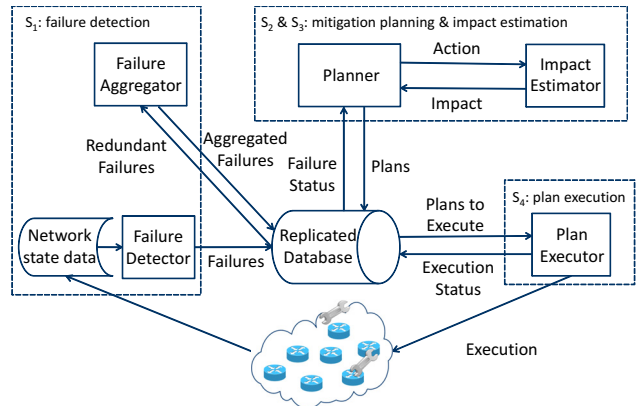 S1: failure detection
Failure
Aggregator
Redundant
Failures
Aggregated
Failures
Network
state data
Failure
Detector
Failures
S2 & S3: mitigation planning & impact estimation
Planner
Action
Impact
Impact
Estimator
Failure
Status
Plans
Replicated
Database
Plans to
Execute
Execution
Status
S4: plan execution
Plan
Executor
Execution